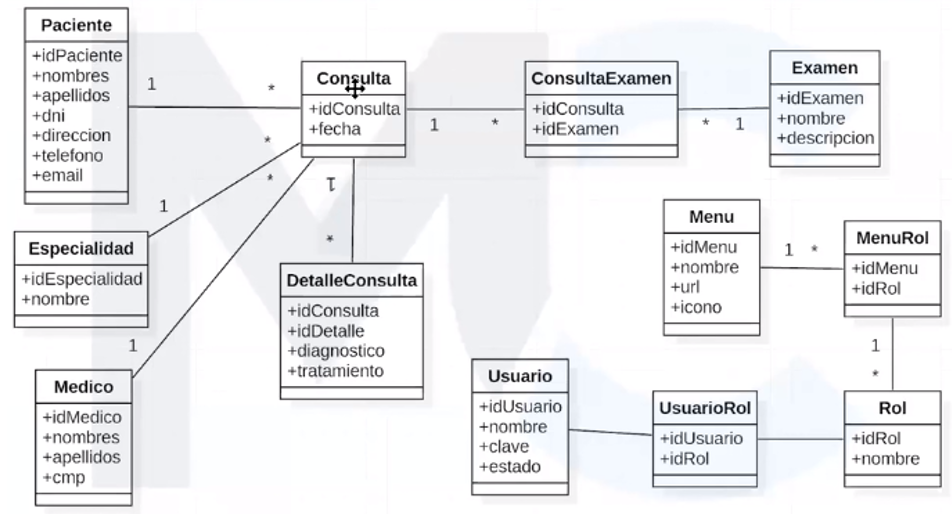 Paciente
+idPaciente
+nombres
+apellidos
+dni
+direccion
+telefono
+email
1
*
Consulta
+idConsulta
+fecha
1
*
ConsultaExamen
+idConsulta
+idExamen
*
1
Examen
+idExamen
+nombre
+descripcion
*
1
Especialidad
+idEspecialidad
+nombre
*
1
Medico
+idMedico
+nombres
+apellidos
+cmp
1
*
DetalleConsulta
+idConsulta
+idDetalle
+diagnostico
+tratamiento
Menu
+idMenu
+nombre
+url
+icono
1
*
MenuRol
+idMenu
+idRol
1
*
Usuario
+idUsuario
+nombre
+clave
+estado
UsuarioRol
+idUsuario
+idRol
Rol
+idRol
+nombre